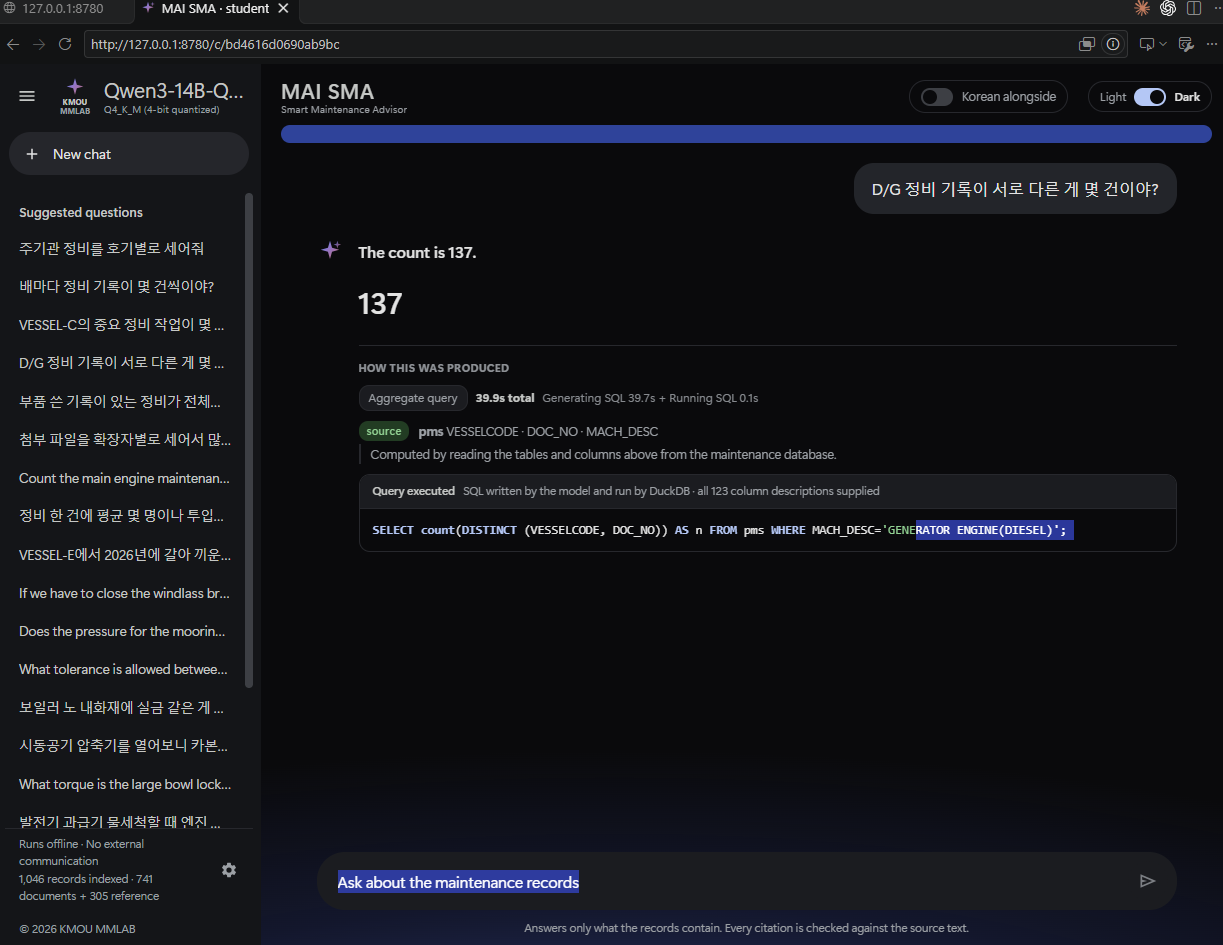 127.0.0.1:8780
MAI SMA · student
http://127.0.0.1:8780/c/bd4616d0690ab9bc
KMOU
MMLAB
Qwen3-14B-Q...
Q4_K_M (4-bit quantized)
New chat
Suggested questions
주기관 정비를 호기별로 세어줘
배마다 정비 기록이 몇 건씩이야?
VESSEL-C의 중요 정비 작업이 몇 ...
D/G 정비 기록이 서로 다른 게 몇 ...
부품 쓴 기록이 있는 정비가 전체...
첨부 파일을 확장자별로 세어서 많...
Count the main engine maintenan...
정비 한 건에 평균 몇 명이나 투입...
VESSEL-E에서 2026년에 갈아 끼운...
If we have to close the windlass br...
Does the pressure for the moorin...
What tolerance is allowed betwee...
보일러 노 내화재에 실금 같은 게 ...
시동공기 압축기를 열어보니 카본...
What torque is the large bowl lock...
발전기 과급기 물세척할 때 엔진 ...
Runs offline · No external
communication
1,046 records indexed · 741
documents + 305 reference
© 2026 KMOU MMLAB
MAI SMA
Smart Maintenance Advisor
Korean alongside
Light
Dark
D/G 정비 기록이 서로 다른 게 몇 건이야?
The count is 137.
137
HOW THIS WAS PRODUCED
Aggregate query 39.9s total Generating SQL 39.7s + Running SQL 0.1s
source pms VESSELCODE · DOC_NO · MACH_DESC
Computed by reading the tables and columns above from the maintenance database.
Query executed SQL written by the model and run by DuckDB · all 123 column descriptions supplied
SELECT count(DISTINCT (VESSELCODE, DOC_NO)) AS n FROM pms WHERE MACH_DESC='GENERATOR ENGINE(DIESEL)';
Ask about the maintenance records
Answers only what the records contain. Every citation is checked against the source text.